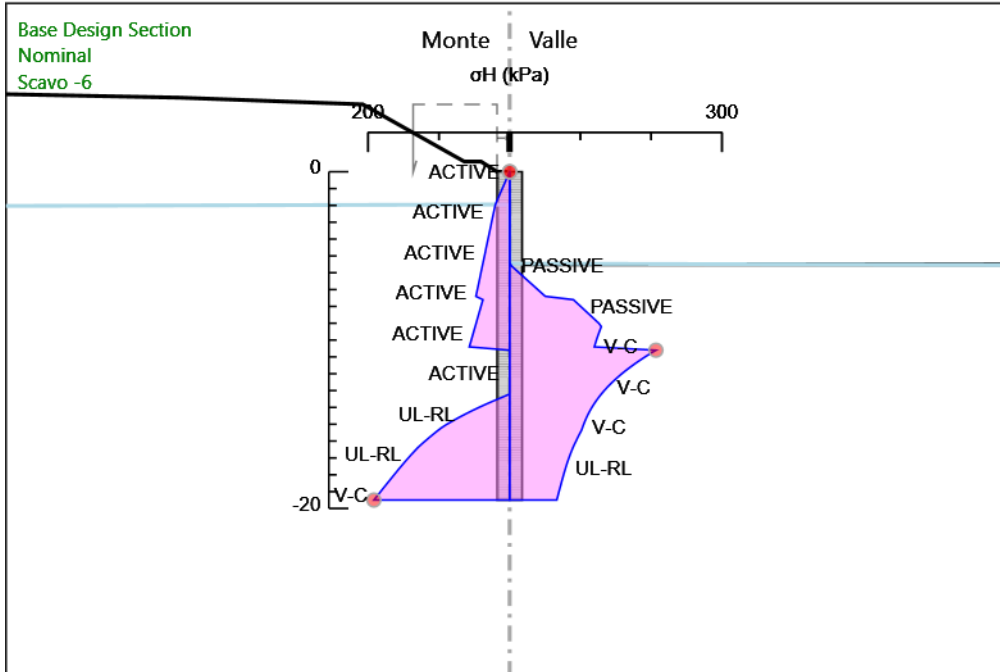 Base Design Section
Nominal
Scavo -6
Monte Valle
σH (kPa)
200 300
0
ACTIVE
ACTIVE
ACTIVE
PASSIVE
ACTIVE
PASSIVE
ACTIVE
V-C
ACTIVE
V-C
UL-RL
V-C
UL-RL
UL-RL
V-C
-20